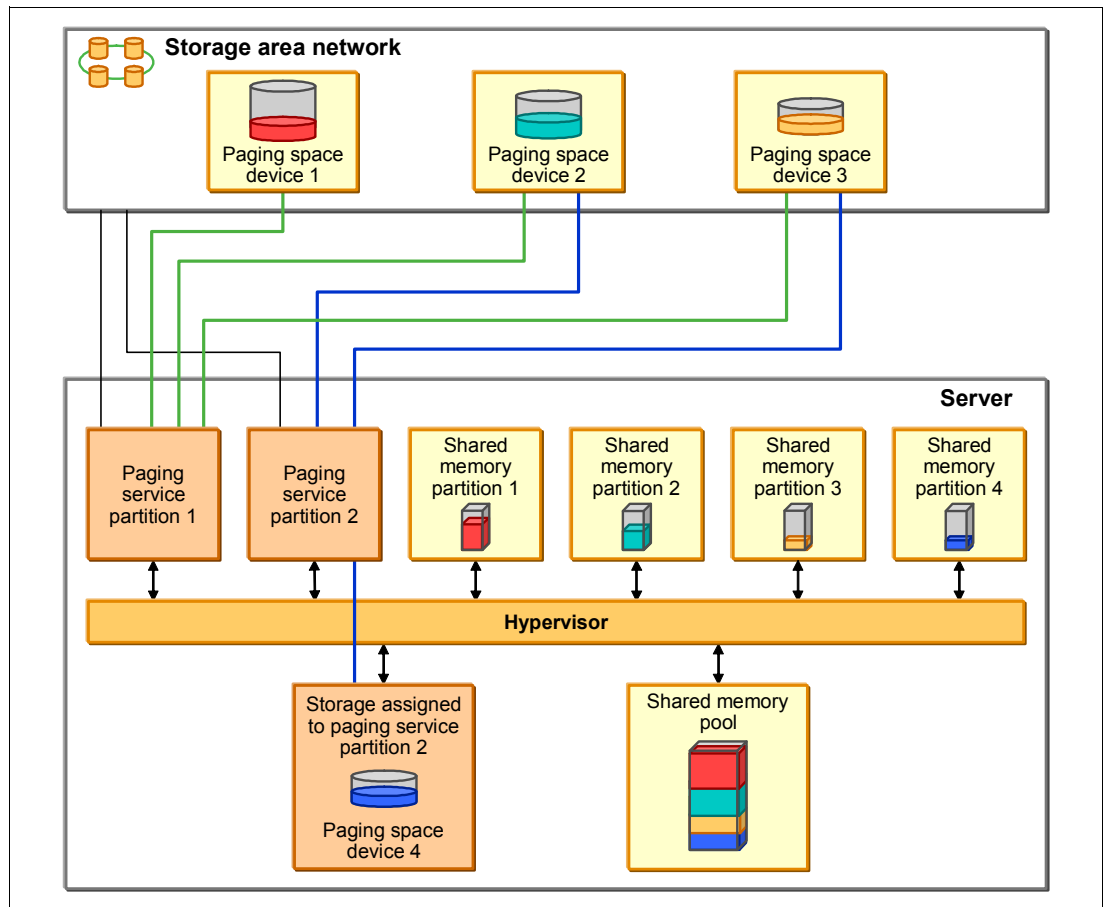 Storage area network
Paging space
device 1
Paging space
device 2
Paging space
device 3
Server
Paging
service
partition 1
Paging
service
partition 2
Shared
memory
partition 1
Shared
memory
partition 2
Shared
memory
partition 3
Shared
memory
partition 4
Hypervisor
Storage assigned
to paging service
partition 2
Paging space
device 4
Shared memory
pool